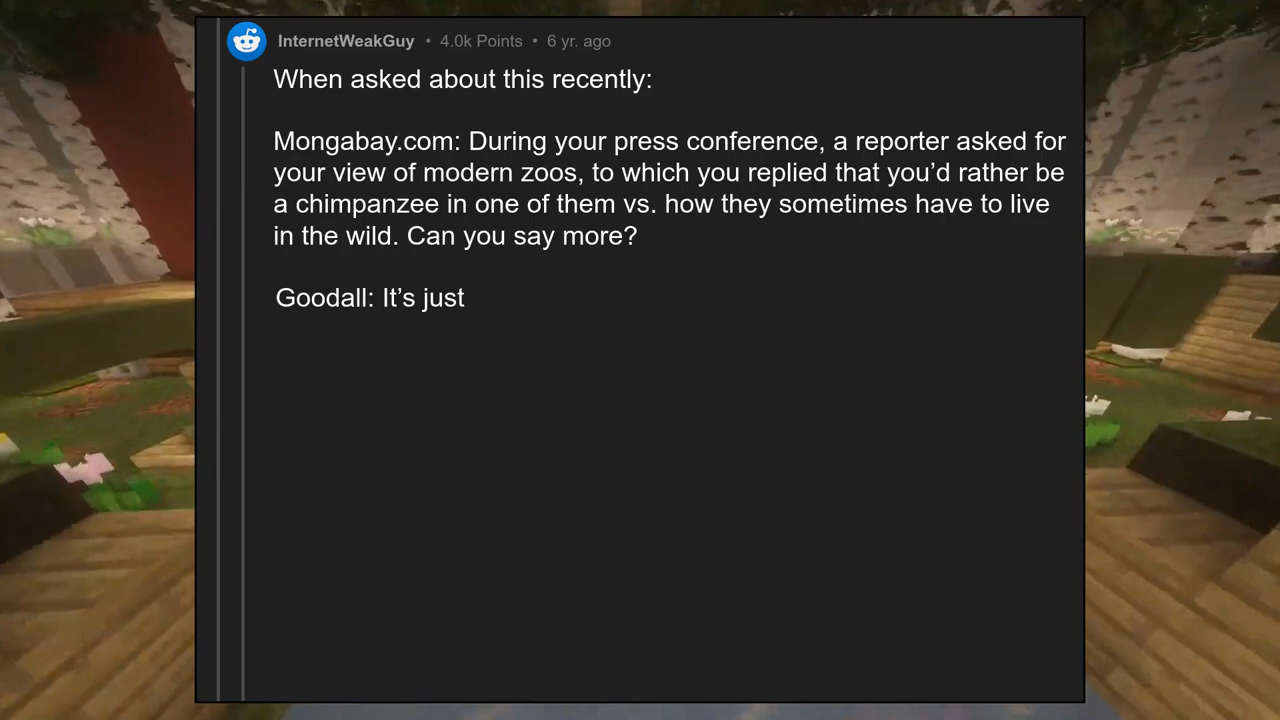 InternetWeakGuy • 4.0k Points • 6 yr. ago
When asked about this recently:
Mongabay.com: During your press conference, a reporter asked for
your view of modern zoos, to which you replied that you’d rather be
a chimpanzee in one of them vs. how they sometimes have to live
in the wild. Can you say more?
Goodall: It’s just